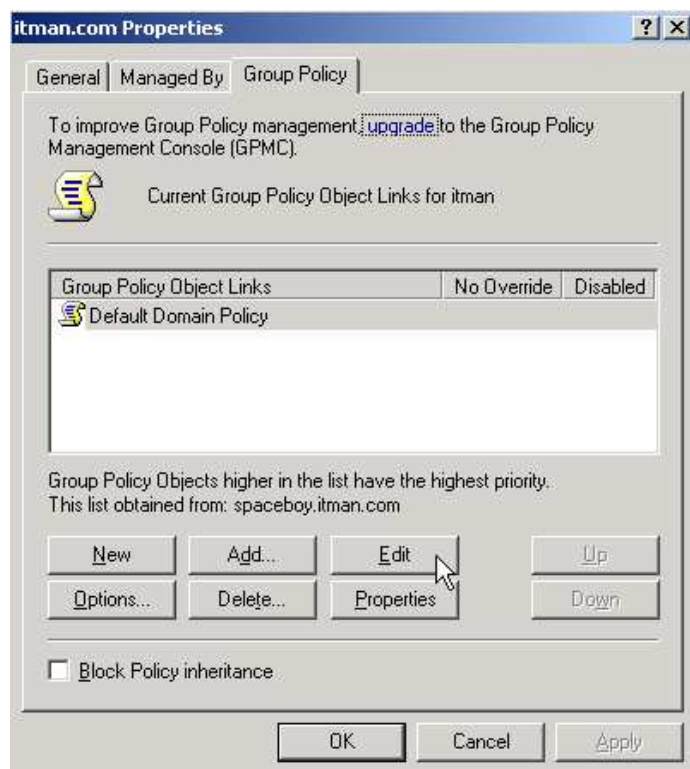 itman.com Properties
General Managed By Group Policy
To improve Group Policy management, upgrade to the Group Policy
Management Console (GPMC).
Current Group Policy Object Links for itman
Group Policy Object Links No Override Disabled
Default Domain Policy
Group Policy Objects higher in the list have the highest priority.
This list obtained from: spaceboy.itman.com
New Add... Edit Up
Options... Delete... Properties Down
Block Policy inheritance
OK Cancel Apply